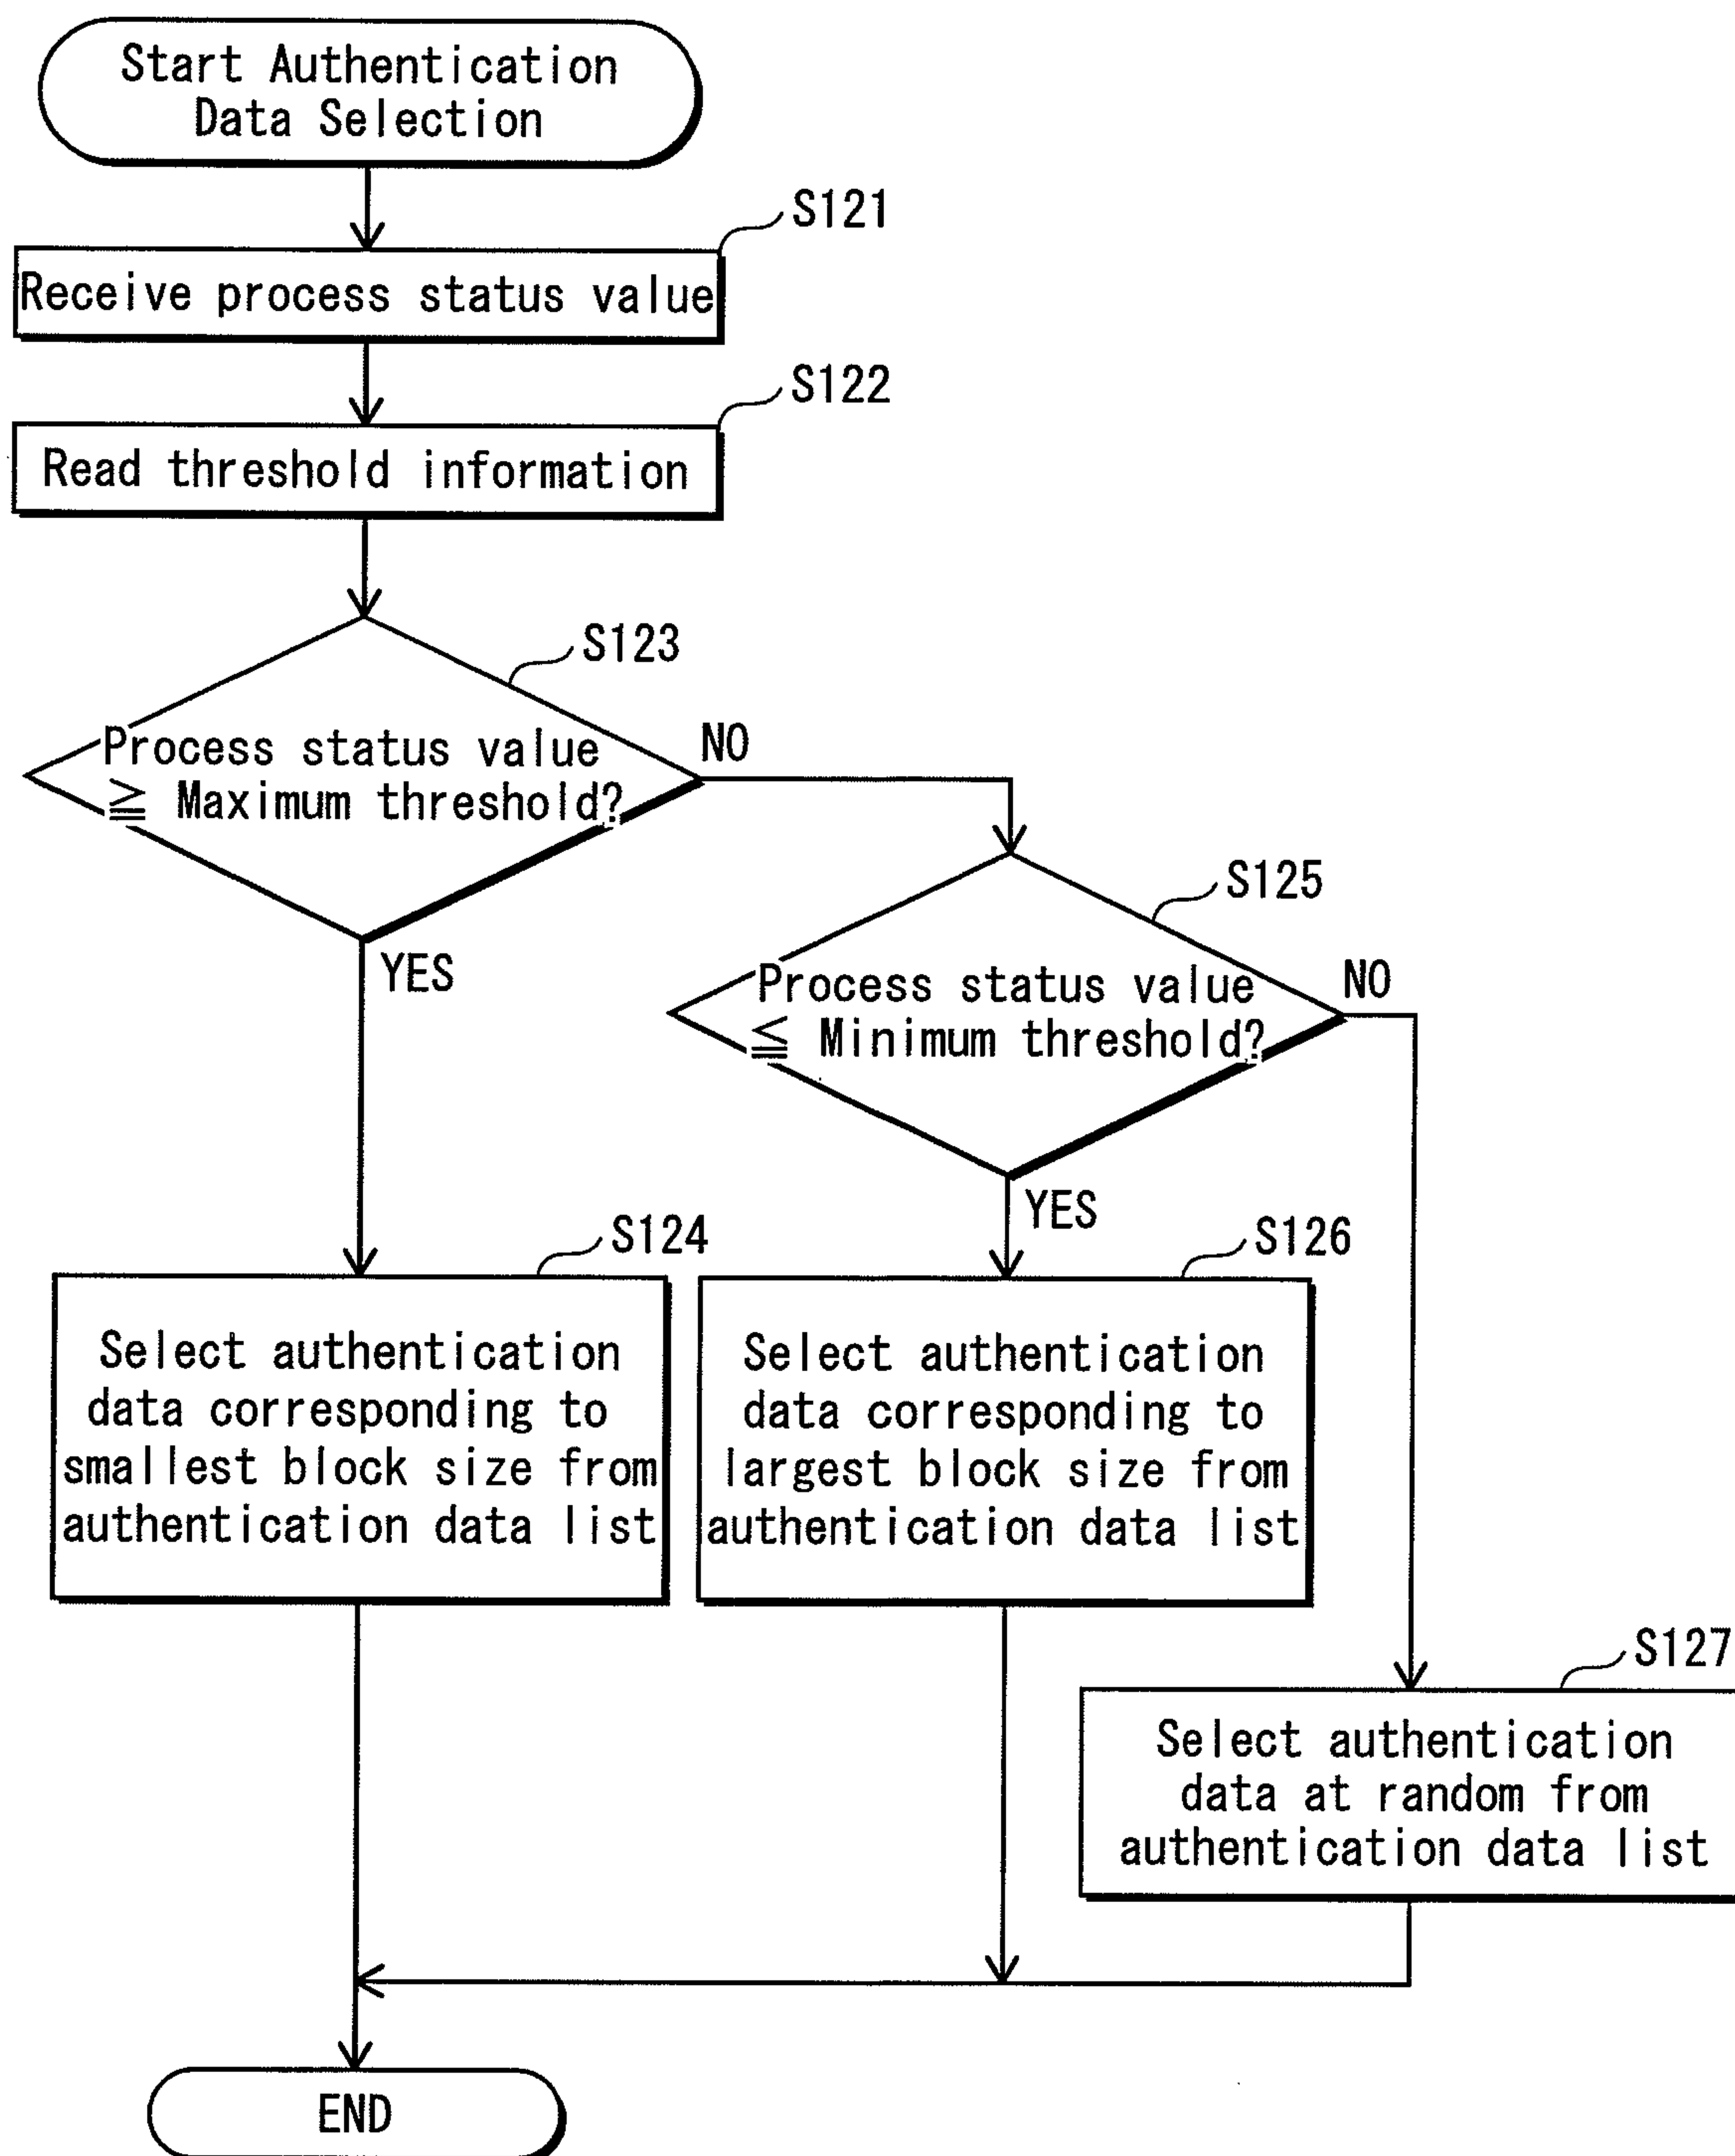 Start Authentication
Data Selection
S121
Receive process status value
S122
Read threshold information
S123
Process status value
≧ Maximum threshold?
NO
YES
S125
Process status value
≦ Minimum threshold?
NO
YES
S124
Select authentication
data corresponding to
smallest block size from
authentication data list
S126
Select authentication
data corresponding to
largest block size from
authentication data list
S127
Select authentication
data at random from
authentication data list
END